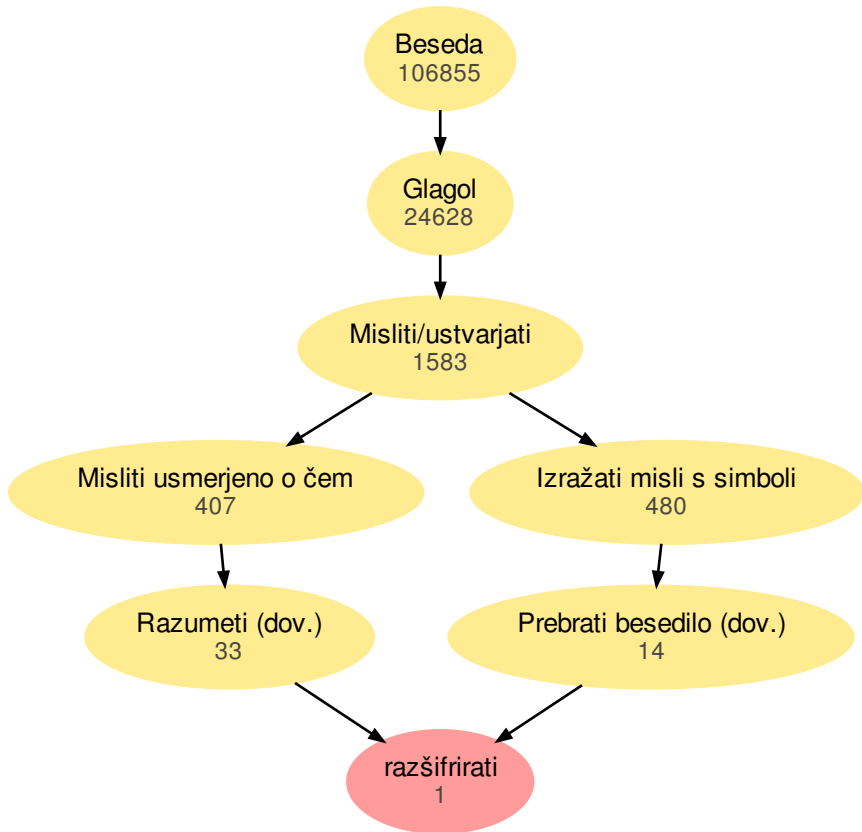 Beseda
106855
Glagol
24628
Misliti/ustvarjati
1583
Misliti usmerjeno o čem
407
Izražati misli s simboli
480
Razumeti (dov.)
33
Prebrati besedilo (dov.)
14
razšifrirati
1